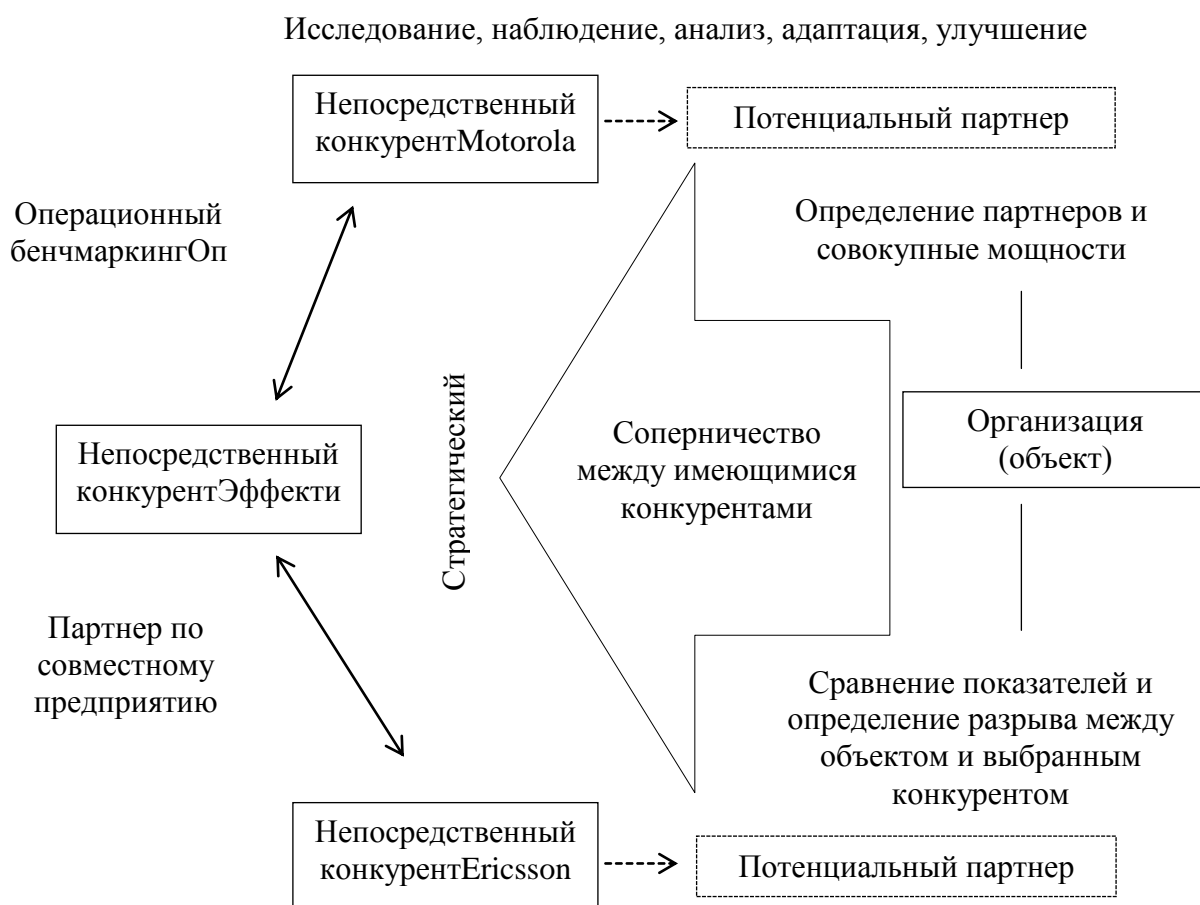 Исследование, наблюдение, анализ, адаптация, улучшение
Непосредственный
конкурентMotorola
Потенциальный партнер
Операционный
бенчмаркингОп
Определение партнеров и
совокупные мощности
Непосредственный
конкурентЭффекти
Стратегический
Соперничество
между имеющимися
конкурентами
Организация
(объект)
Партнер по
совместному
предприятию
Сравнение показателей и
определение разрыва между
объектом и выбранным
конкурентом
Непосредственный
конкурентEricsson
Потенциальный партнер